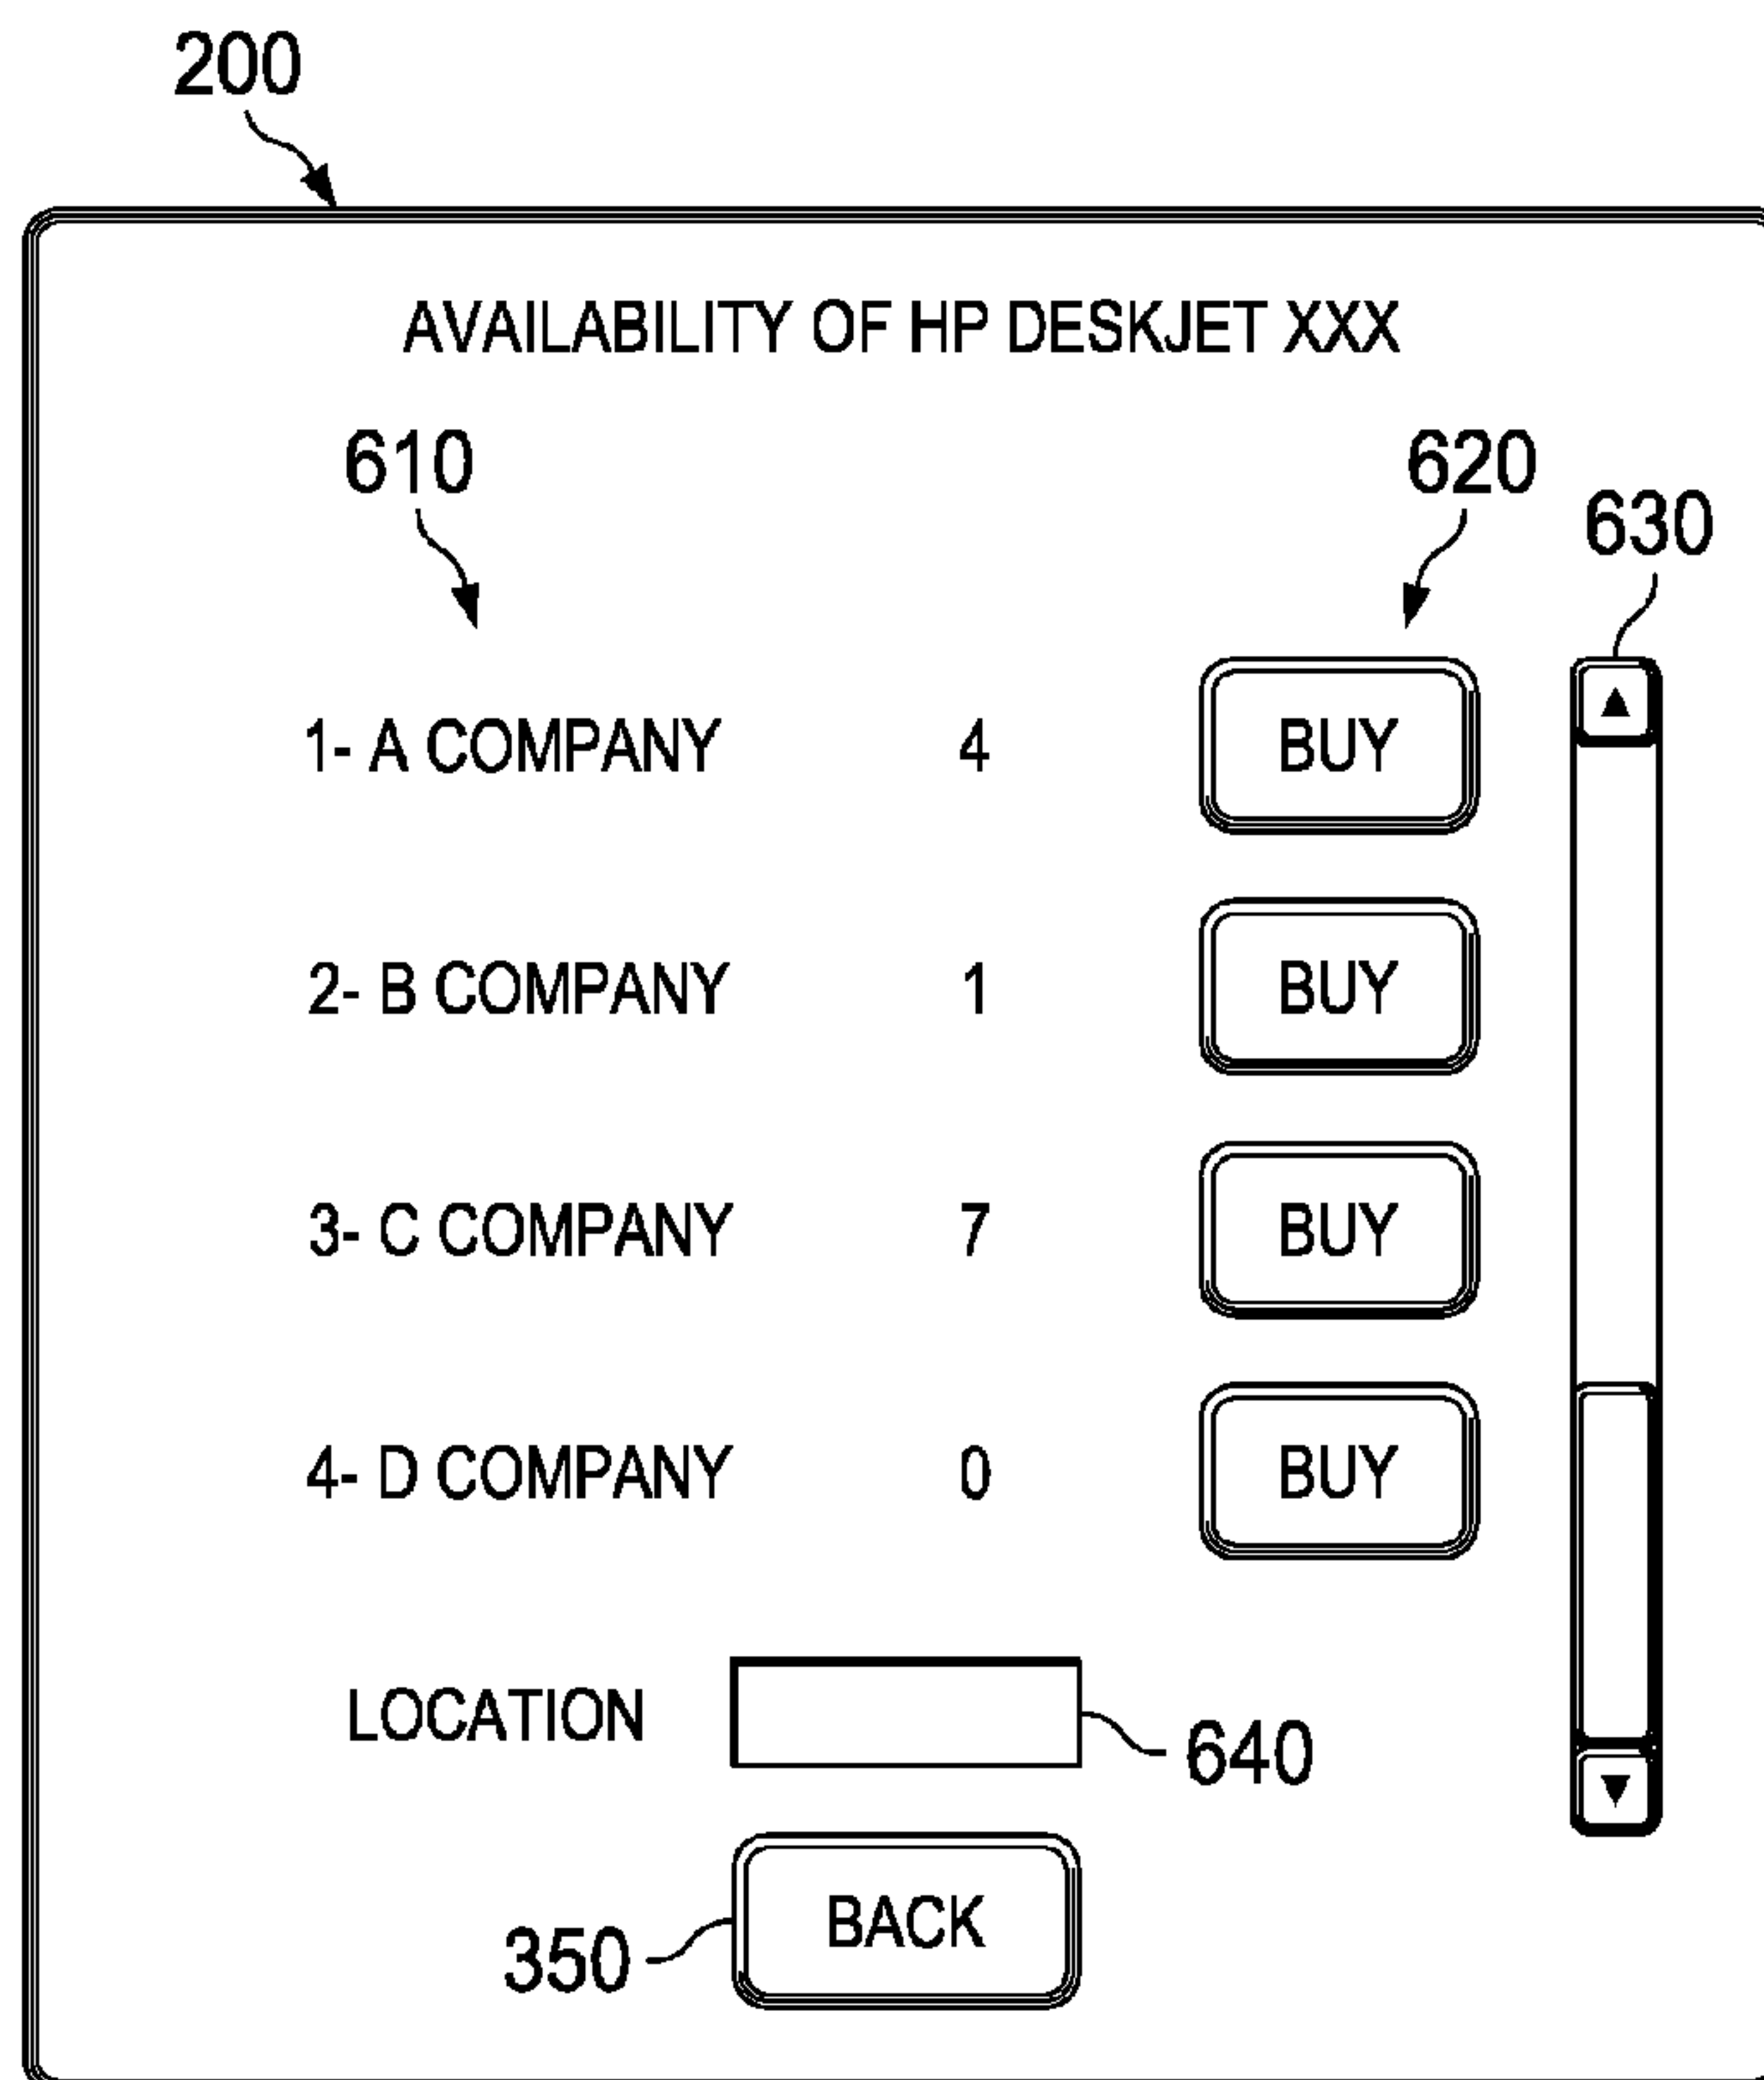 200
AVAILABILITY OF HP DESKJET XXX
610
620
630
1- A COMPANY 4 BUY
2- B COMPANY 1 BUY
3- C COMPANY 7 BUY
4- D COMPANY 0 BUY
LOCATION
640
BACK
350